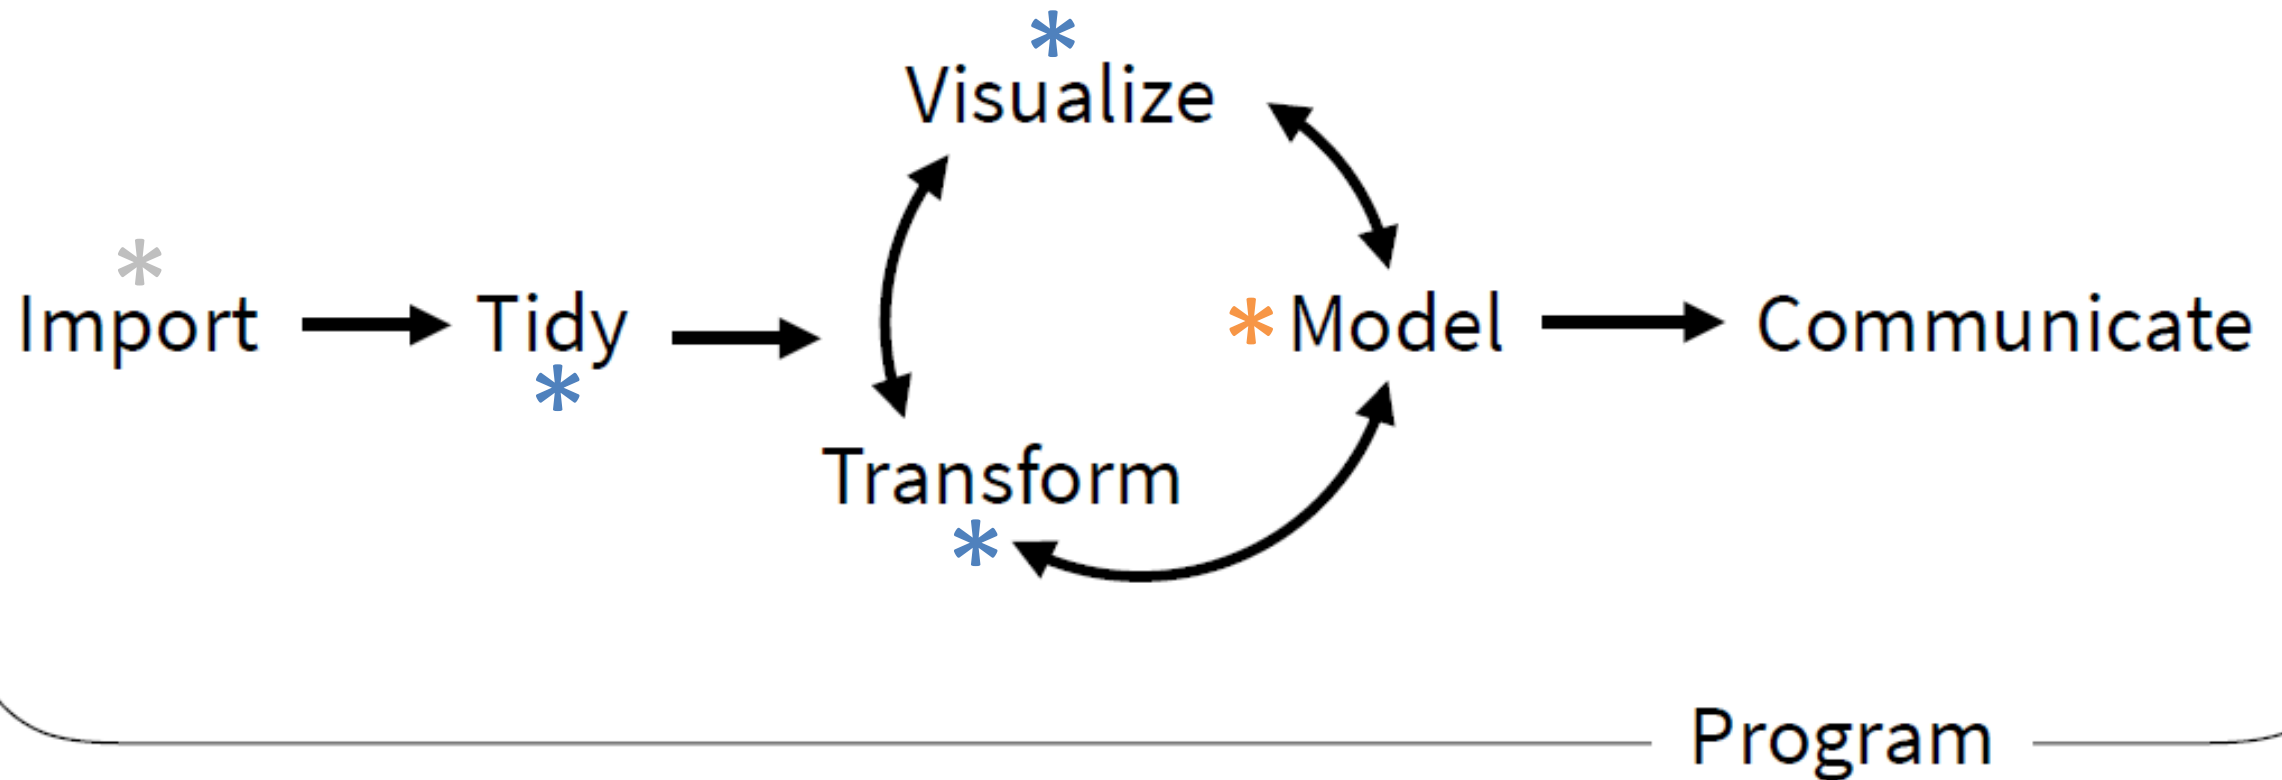 *
Visualize
*
Import
Tidy
* Model
Communicate
*
Transform
*
Program